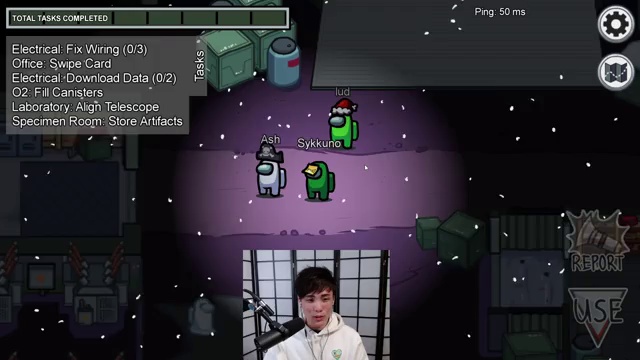 TOTAL TASKS COMPLETED
Ping: 50 ms
Electrical: Fix Wiring (0/3)
Office: Swipe Card
Electrical: Download Data (0/2)
O2: Fill Canisters
Laboratory: Align Telescope
Specimen Room: Store Artifacts
Tasks
lud
Ash
Sykkuno
REPORT
USE